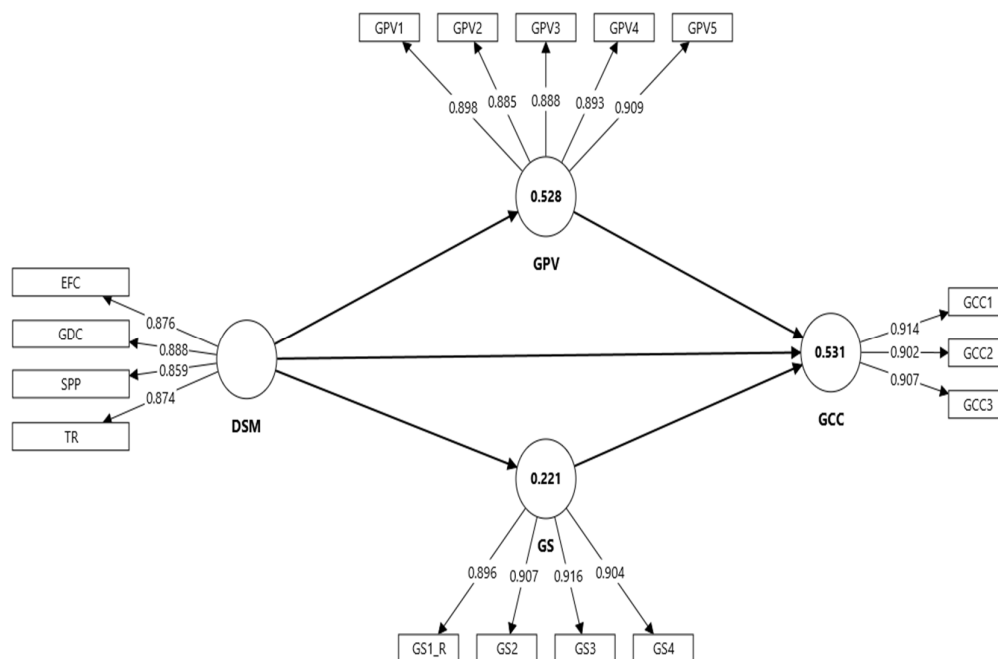 GPV1 GPV2 GPV3 GPV4 GPV5
0.898 0.885 0.888 0.893 0.909
0.528
GPV
EFC
GDC
SPP
TR
0.876
0.888
0.859
0.874
DSM
0.531
GCC
0.914
0.902
0.907
GCC1
GCC2
GCC3
0.221
GS
0.896 0.907 0.916 0.904
GS1_R GS2 GS3 GS4